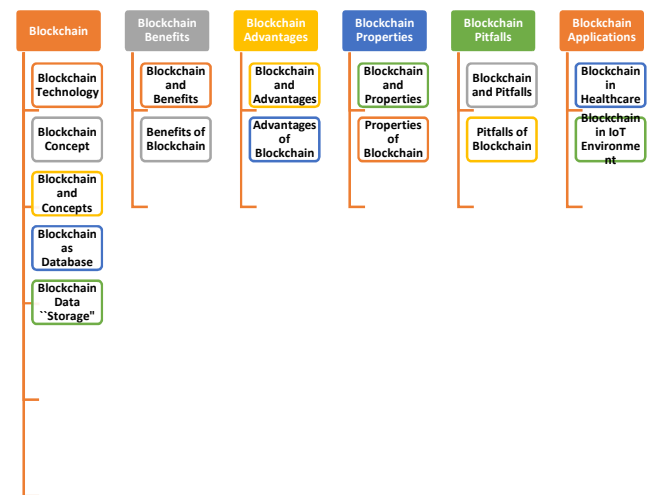 Blockchain
Blockchain
Technology
Blockchain
Concept
Blockchain
and
Concepts
Blockchain
as
Database
Blockchain
Data
``Storage"
Blockchain
Benefits
Blockchain
and
Benefits
Benefits of
Blockchain
Blockchain
Advantages
Blockchain
and
Advantages
Advantages
of
Blockchain
Blockchain
Properties
Blockchain
and
Properties
Properties
of
Blockchain
Blockchain
Pitfalls
Blockchain
and Pitfalls
Pitfalls of
Blockchain
Blockchain
Applications
Blockchain
in
Healthcare
Blockchain
in IoT
Environme
nt